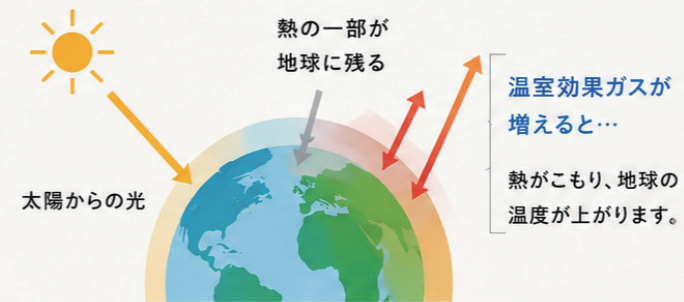 熱の一部が
地球に残る
太陽からの光
温室効果ガスが
増えると…
熱がこもり、地球の
温度が上がります。